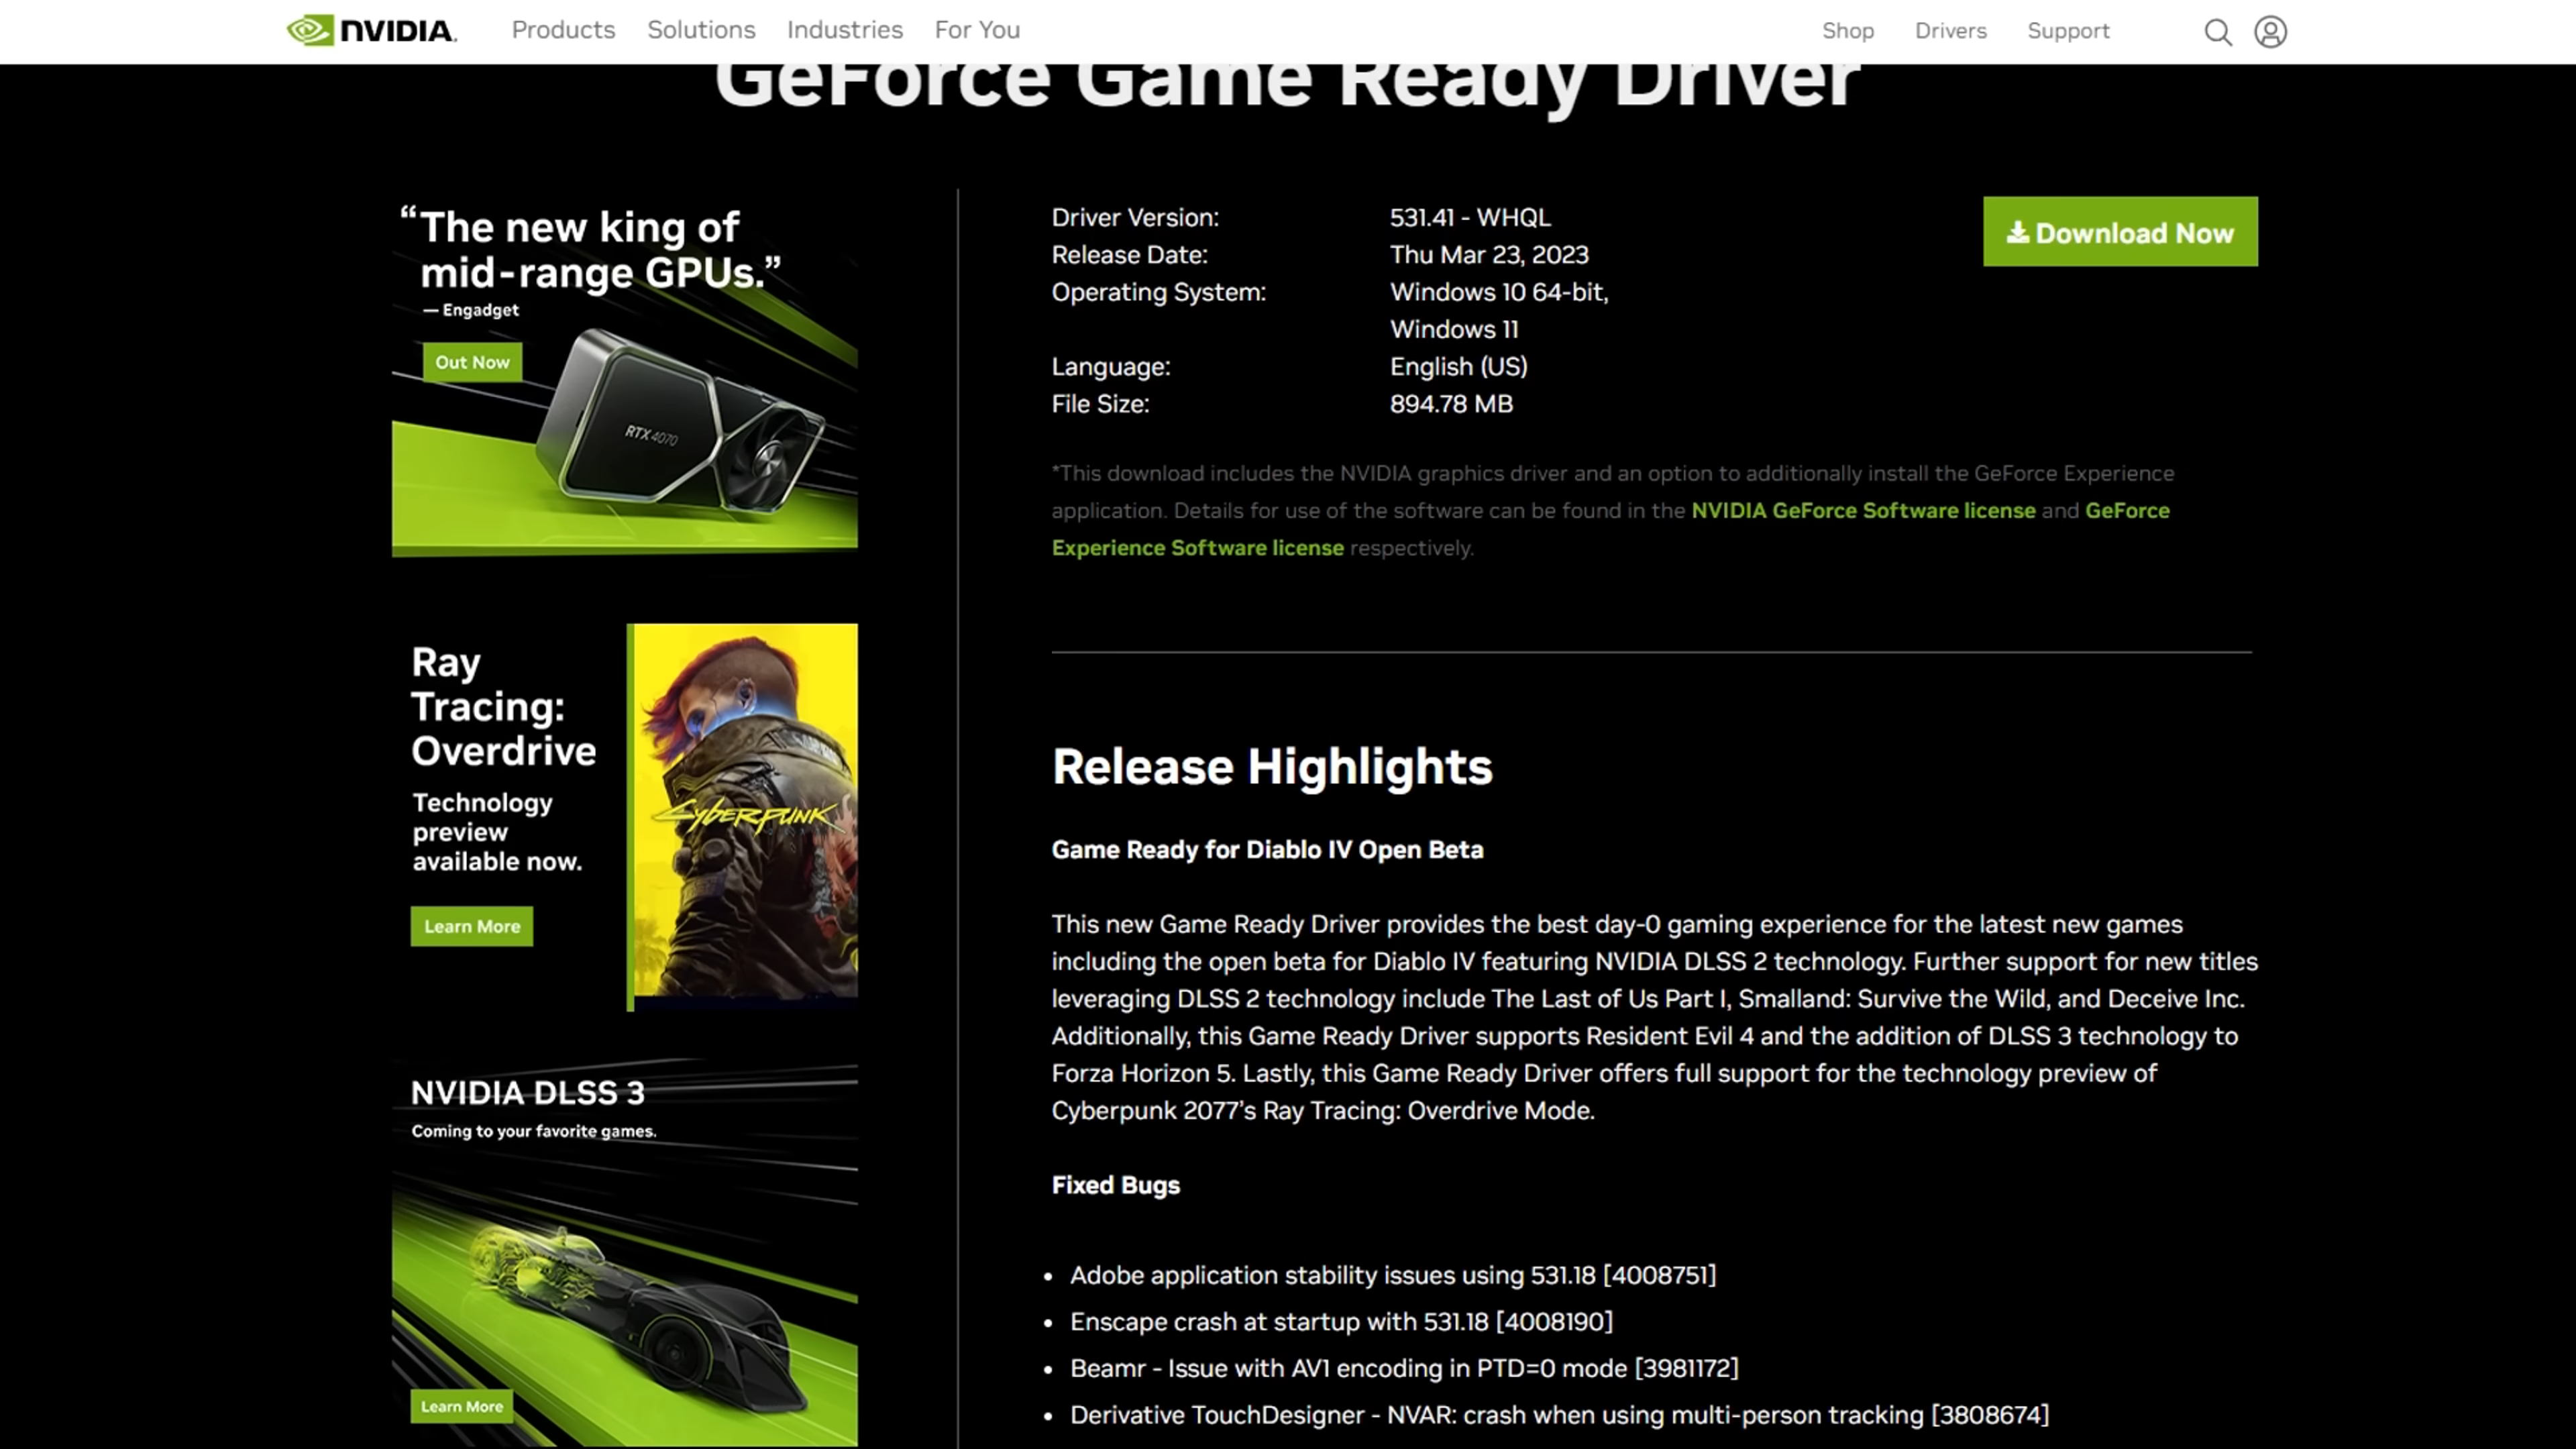 NVIDIA.
Products Solutions Industries For You
Shop Drivers Support
GeForce Game Ready Driver
“The new king of
mid-range GPUs.”
— Engadget
Out Now
RTX 4070
Ray
Tracing:
Overdrive
Technology
preview
available now.
Learn More
Cyberpunk
NVIDIA DLSS 3
Coming to your favorite games.
Learn More
Driver Version: 531.41 - WHQL
Release Date: Thu Mar 23, 2023
Operating System: Windows 10 64-bit,
Windows 11
Language: English (US)
File Size: 894.78 MB
Download Now
*This download includes the NVIDIA graphics driver and an option to additionally install the GeForce Experience
application. Details for use of the software can be found in the NVIDIA GeForce Software license and GeForce
Experience Software license respectively.
Release Highlights
Game Ready for Diablo IV Open Beta
This new Game Ready Driver provides the best day-0 gaming experience for the latest new games
including the open beta for Diablo IV featuring NVIDIA DLSS 2 technology. Further support for new titles
leveraging DLSS 2 technology include The Last of Us Part I, Smalland: Survive the Wild, and Deceive Inc.
Additionally, this Game Ready Driver supports Resident Evil 4 and the addition of DLSS 3 technology to
Forza Horizon 5. Lastly, this Game Ready Driver offers full support for the technology preview of
Cyberpunk 2077’s Ray Tracing: Overdrive Mode.
Fixed Bugs
• Adobe application stability issues using 531.18 [4008751]
• Enscape crash at startup with 531.18 [4008190]
• Beamr - Issue with AV1 encoding in PTD=0 mode [3981172]
• Derivative TouchDesigner - NVAR: crash when using multi-person tracking [3808674]